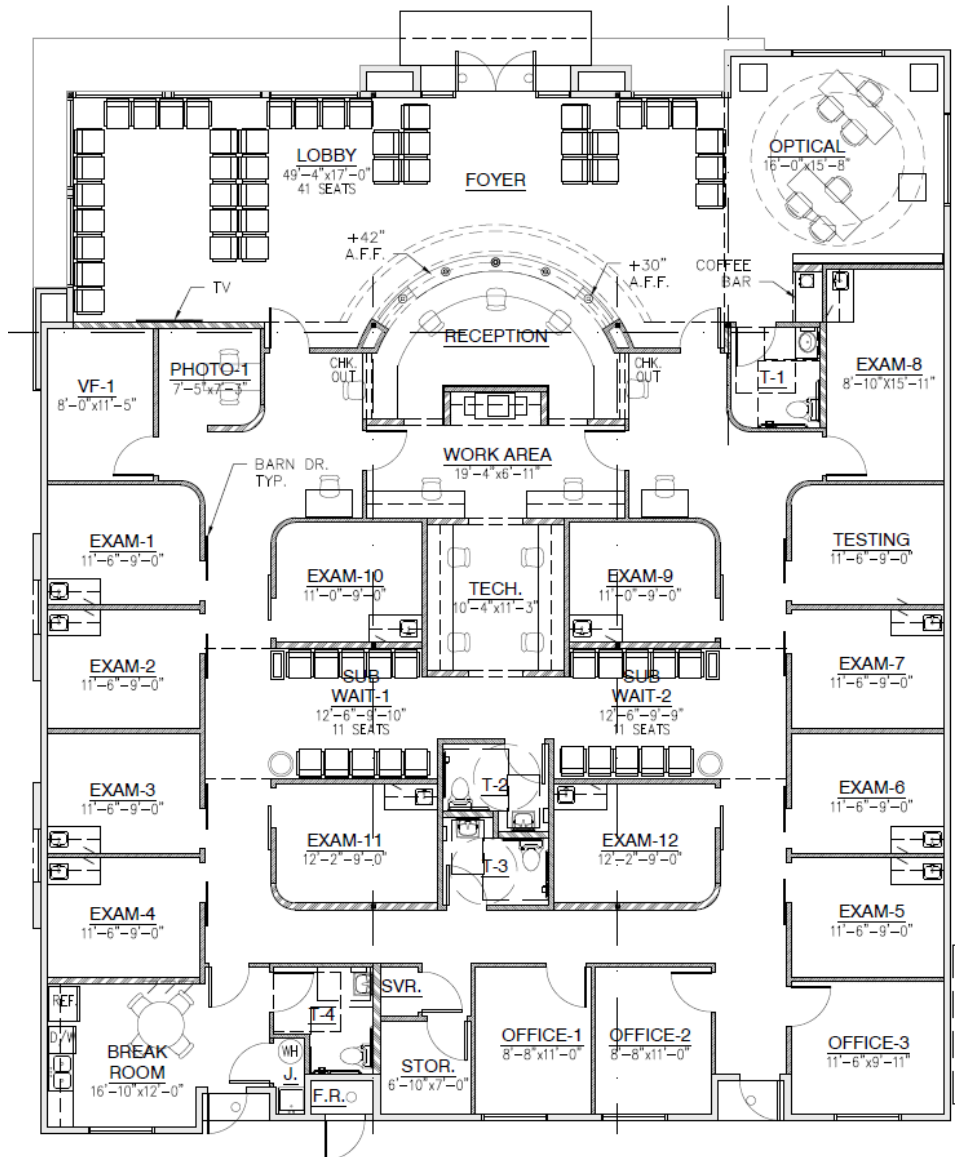 LOBBY
49'-4"x17'-0"
41 SEATS
FOYER
OPTICAL
16'-0"x15'-8"
+42"
A.F.F.
+30"
A.F.F.
COFFEE
BAR
TV
RECEPTION
VF-1
8'-0"x11'-5"
PHOTO-1
7'-5"x7'-3"
CHK.
OUT
CHK.
OUT
T-1
EXAM-8
8'-10"x15'-11"
WORK AREA
19'-4"x6'-11"
BARN DR.
TYP.
EXAM-1
11'-6"-9'-0"
EXAM-10
11'-0"-9'-0"
TECH.
10'-4"x11'-3"
EXAM-9
11'-0"-9'-0"
TESTING
11'-6"-9'-0"
EXAM-2
11'-6"-9'-0"
SUB
WAIT-1
12'-6"-9'-10"
11 SEATS
SUB
WAIT-2
12'-6"-9'-9"
11 SEATS
EXAM-7
11'-6"-9'-0"
EXAM-3
11'-6"-9'-0"
T-2
EXAM-6
11'-6"-9'-0"
EXAM-11
12'-2"-9'-0"
T-3
EXAM-12
12'-2"-9'-0"
EXAM-4
11'-6"-9'-0"
EXAM-5
11'-6"-9'-0"
REF.
D/W
BREAK
ROOM
16'-10"x12'-0"
T-4
WH
J.
F.R.
SVR.
STOR.
6'-10"x7'-0"
OFFICE-1
8'-8"x11'-0"
OFFICE-2
8'-8"x11'-0"
OFFICE-3
11'-6"x9'-11"